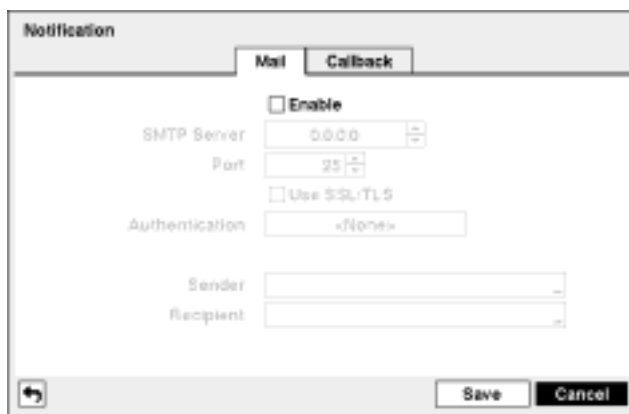 Notification
Mail Callback
Enable
SMTP Server 0.0.0.0
Port 25
Use SSL/TLS
Authentication <None>
Sender
Recipient
Save Cancel